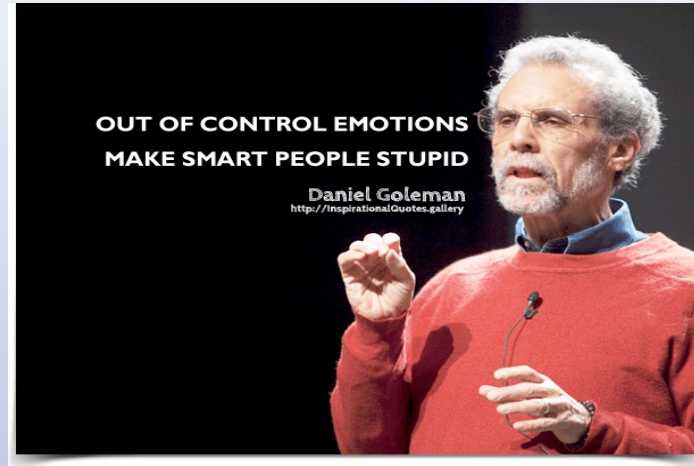 OUT OF CONTROL EMOTIONS
MAKE SMART PEOPLE STUPID
Daniel Goleman
http://InspirationalQuotes.gallery